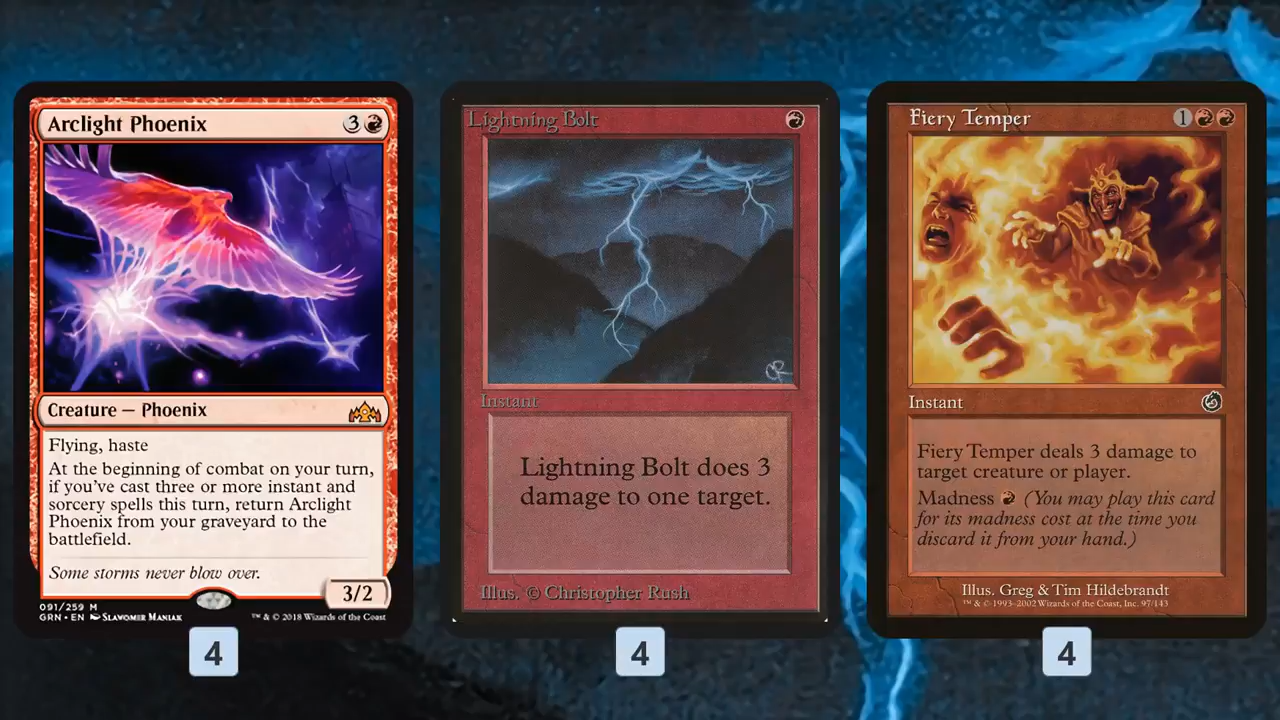 Arclight Phoenix
3
Creature — Phoenix
Flying, haste
At the beginning of combat on your turn,
if you've cast three or more instant and
sorcery spells this turn, return Arclight
Phoenix from your graveyard to the
battlefield.
Some storms never blow over.
3/2
091/259 M
GRN • EN SLAWOMIR MANIAK
™ & © 2018 Wizards of the Coast
4
Lightning Bolt
Instant
Lightning Bolt does 3
damage to one target.
Illus. © Christopher Rush
CR
4
Fiery Temper
1
Instant
Fiery Temper deals 3 damage to
target creature or player.
Madness (You may play this card
for its madness cost at the time you
discard it from your hand.)
Illus. Greg & Tim Hildebrandt
™ & © 1993–2002 Wizards of the Coast, Inc. 97/143
4